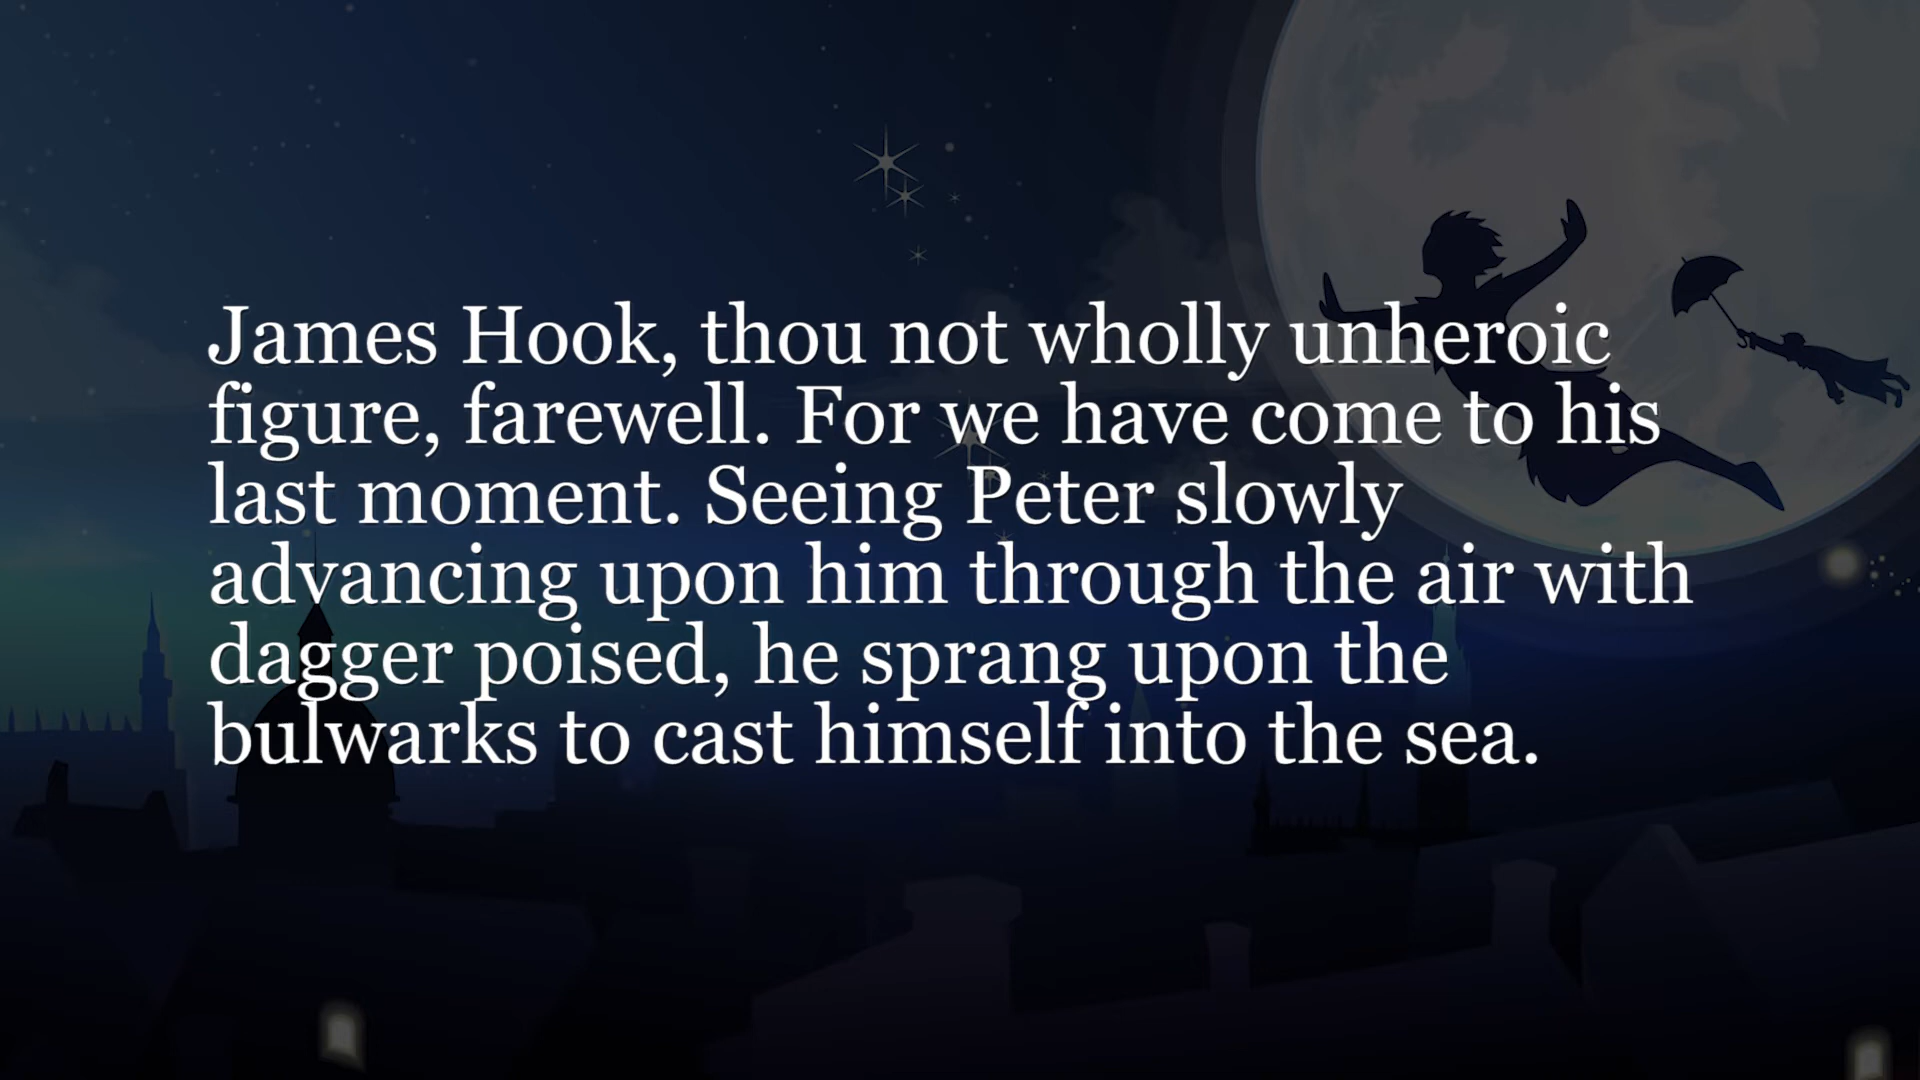 James Hook, thou not wholly unheroic
figure, farewell. For we have come to his
last moment. Seeing Peter slowly
advancing upon him through the air with
dagger poised, he sprang upon the
bulwarks to cast himself into the sea.